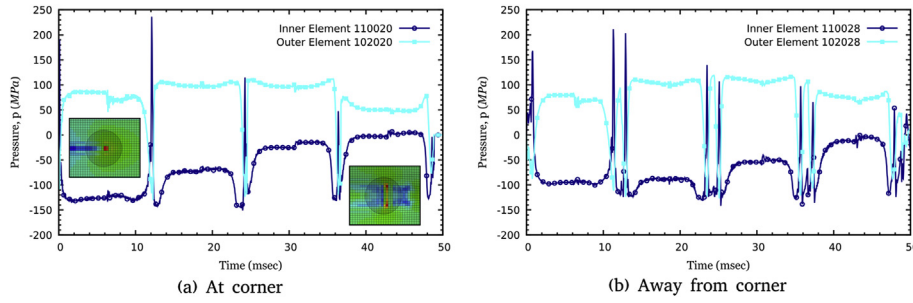 250
200
150
100
50
0
-50
-100
-150
-200
Pressure, p (MPa)
Inner Element 110020
Outer Element 102020
0 10 20 30 40 50
Time (msec)
(a) At corner
250
200
150
100
50
0
-50
-100
-150
-200
Pressure, p (MPa)
Inner Element 110028
Outer Element 102028
0 10 20 30 40 50
Time (msec)
(b) Away from corner